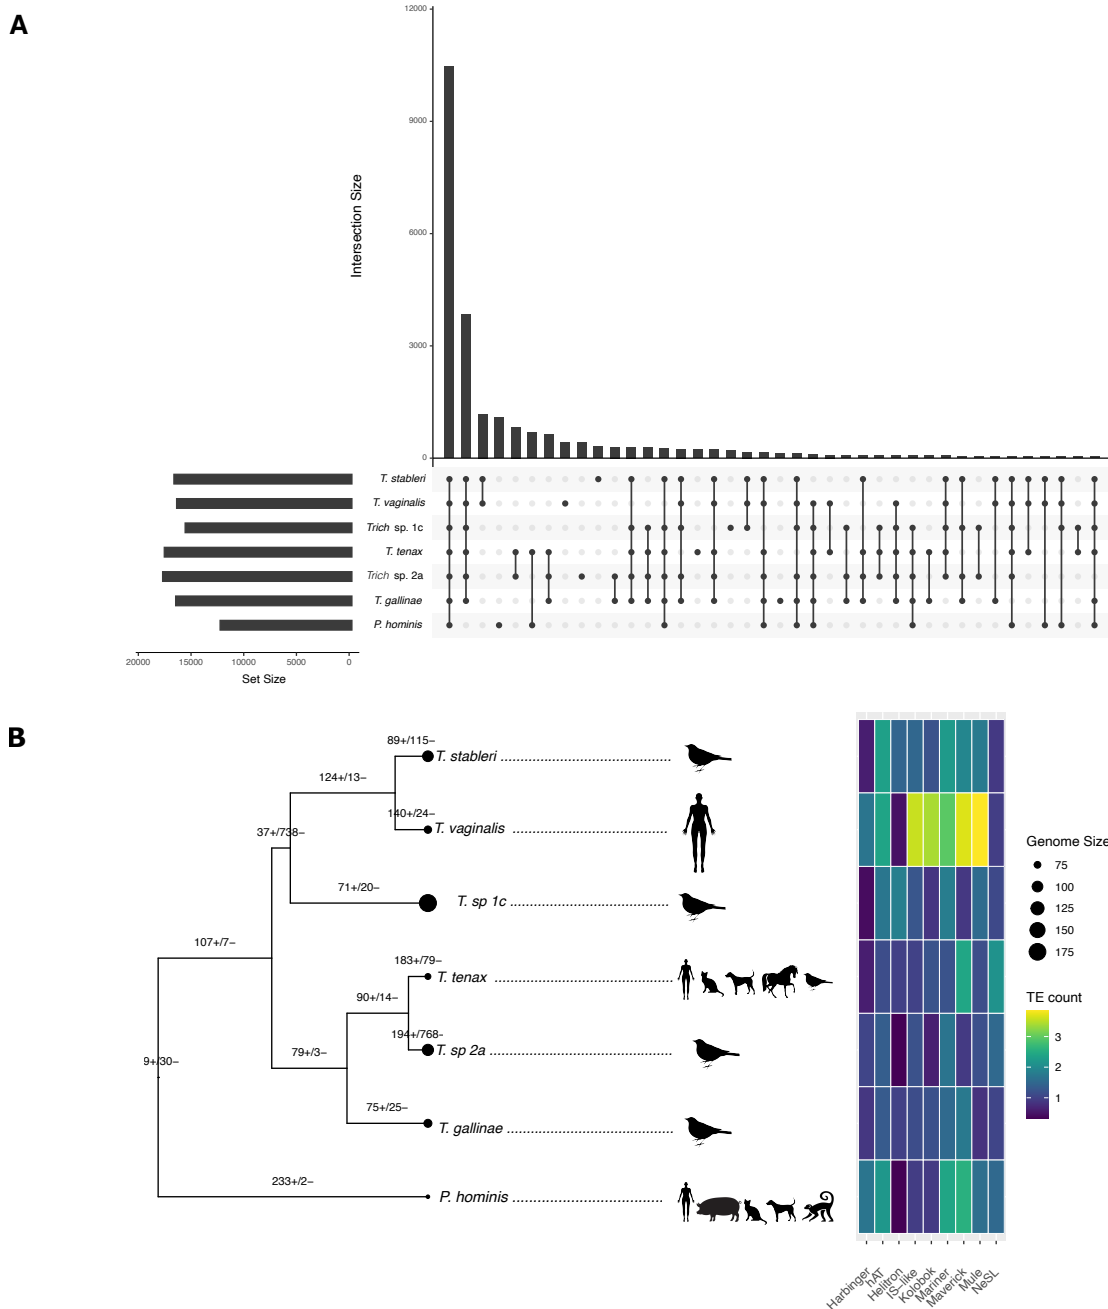 A
12000
9000
6000
3000
0
Intersection Size
T. stableri
T. vaginalis
Trich sp. 1c
T. tenax
Trich sp. 2a
T. gallinae
P. hominis
20000 15000 10000 5000 0
Set Size
B
89+/115−
T. stableri
124+/13−
140+/24−
T. vaginalis
37+/738−
71+/20−
T. sp 1c
107+/7−
183+/79−
T. tenax
90+/14−
194+/768−
T. sp 2a
79+/3−
9+/30−
75+/25−
T. gallinae
233+/2−
P. hominis
Genome Size
75
100
125
150
175
TE count
3
2
1
Harbinger
hAT
Helitron
IS−like
Kolobok
Mariner
Maverick
Mule
NeSL